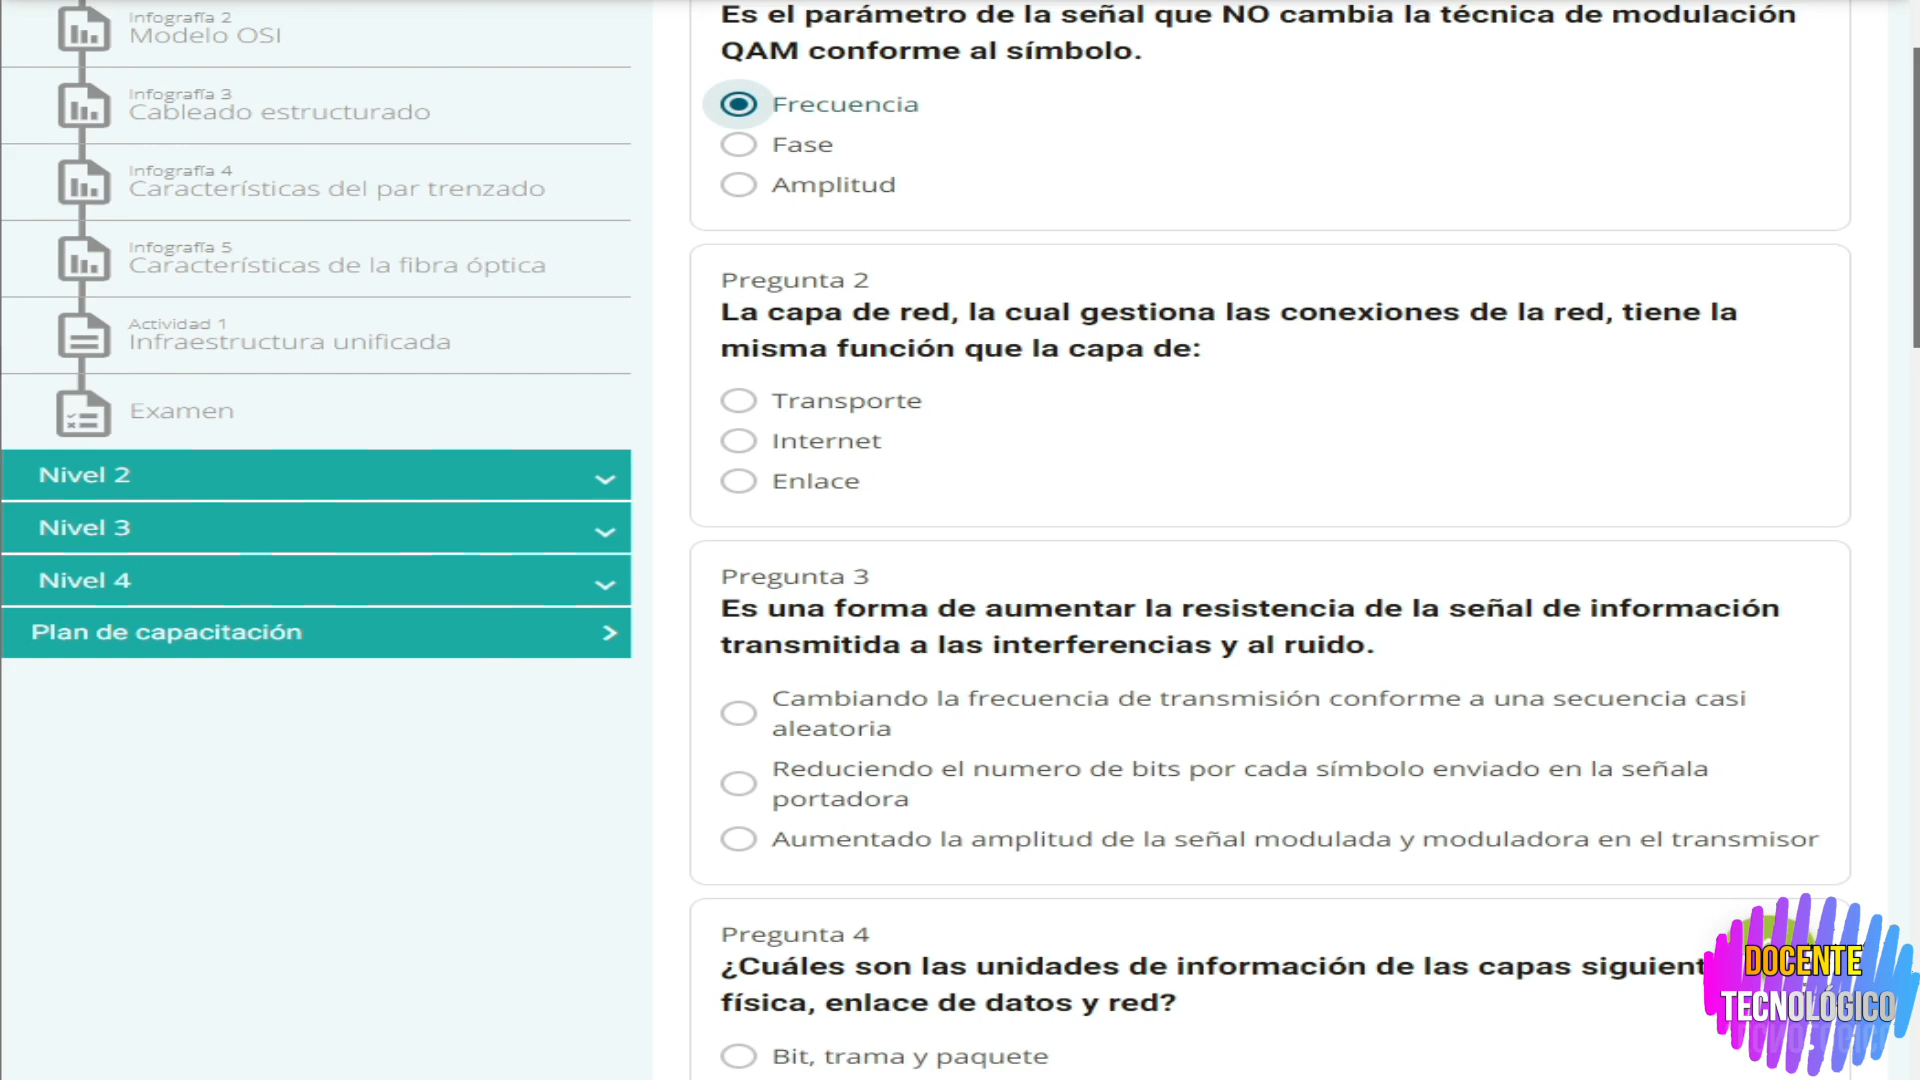 Infografía 2
Modelo OSI
Infografía 3
Cableado estructurado
Infografía 4
Características del par trenzado
Infografía 5
Características de la fibra óptica
Actividad 1
Infraestructura unificada
Examen
Nivel 2
Nivel 3
Nivel 4
Plan de capacitación
Es el parámetro de la señal que NO cambia la técnica de modulación
QAM conforme al símbolo.
Frecuencia
Fase
Amplitud
Pregunta 2
La capa de red, la cual gestiona las conexiones de la red, tiene la
misma función que la capa de:
Transporte
Internet
Enlace
Pregunta 3
Es una forma de aumentar la resistencia de la señal de información
transmitida a las interferencias y al ruido.
Cambiando la frecuencia de transmisión conforme a una secuencia casi
aleatoria
Reduciendo el numero de bits por cada símbolo enviado en la señala
portadora
Aumentado la amplitud de la señal modulada y moduladora en el transmisor
Pregunta 4
¿Cuáles son las unidades de información de las capas siguient
física, enlace de datos y red?
Bit, trama y paquete
DOCENTE
TECNOLÓGICO